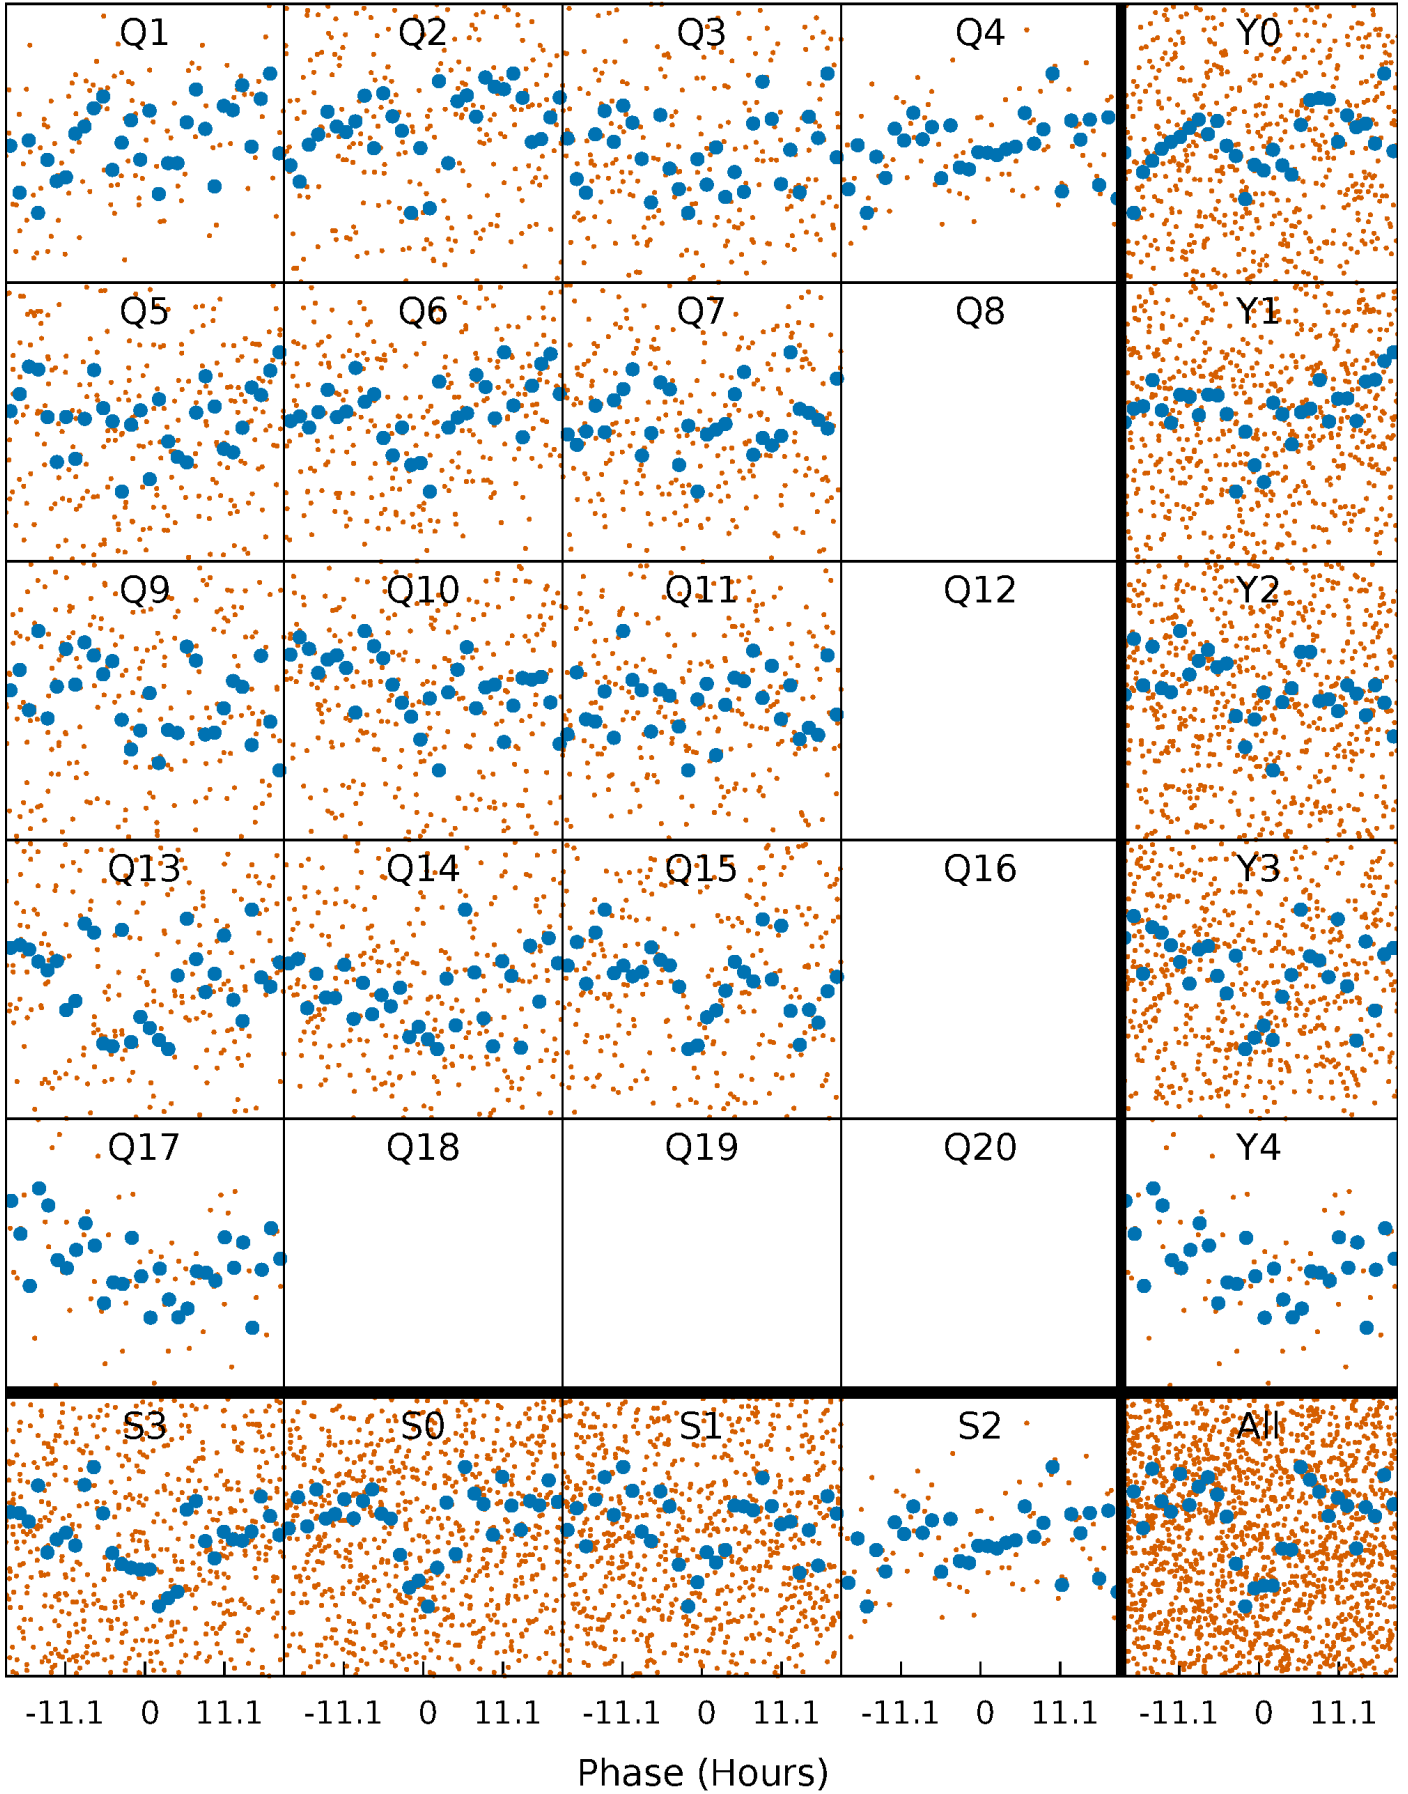 Q1 Q2 Q3 Q4 Y0
Q5 Q6 Q7 Q8 Y1
Q9 Q10 Q11 Q12 Y2
Q13 Q14 Q15 Q16 Y3
Q17 Q18 Q19 Q20 Y4
S3 S0 S1 S2 All
-11.1 0 11.1 -11.1 0 11.1 -11.1 0 11.1 -11.1 0 11.1 -11.1 0 11.1
Phase (Hours)